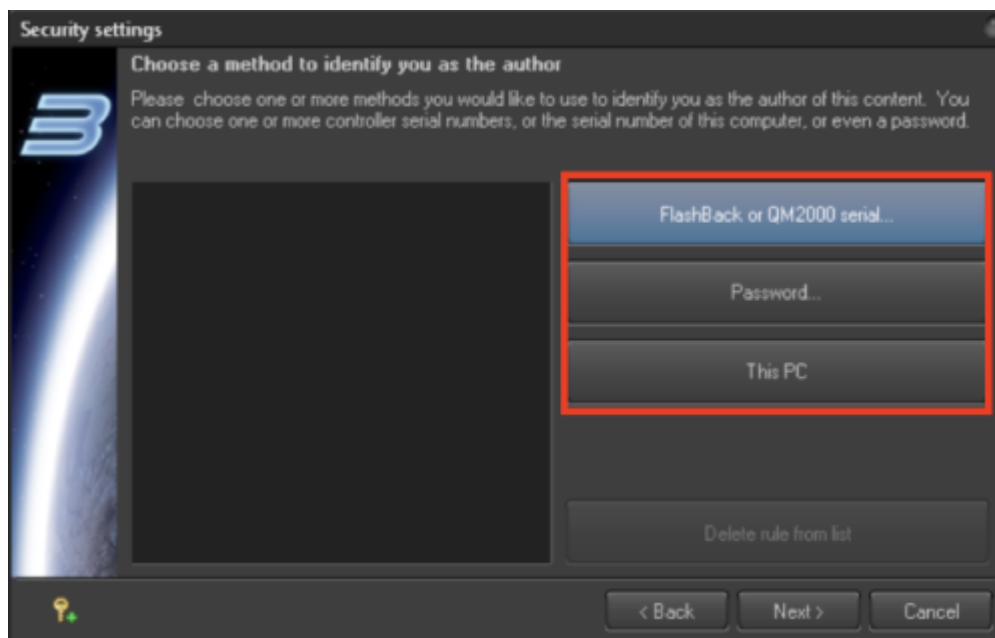 Security settings
Choose a method to identify you as the author
Please choose one or more methods you would like to use to identify you as the author of this content. You
can choose one or more controller serial numbers, or the serial number of this computer, or even a password.
3
FlashBack or QM2000 serial...
Password...
This PC
Delete rule from list
< Back
Next >
Cancel